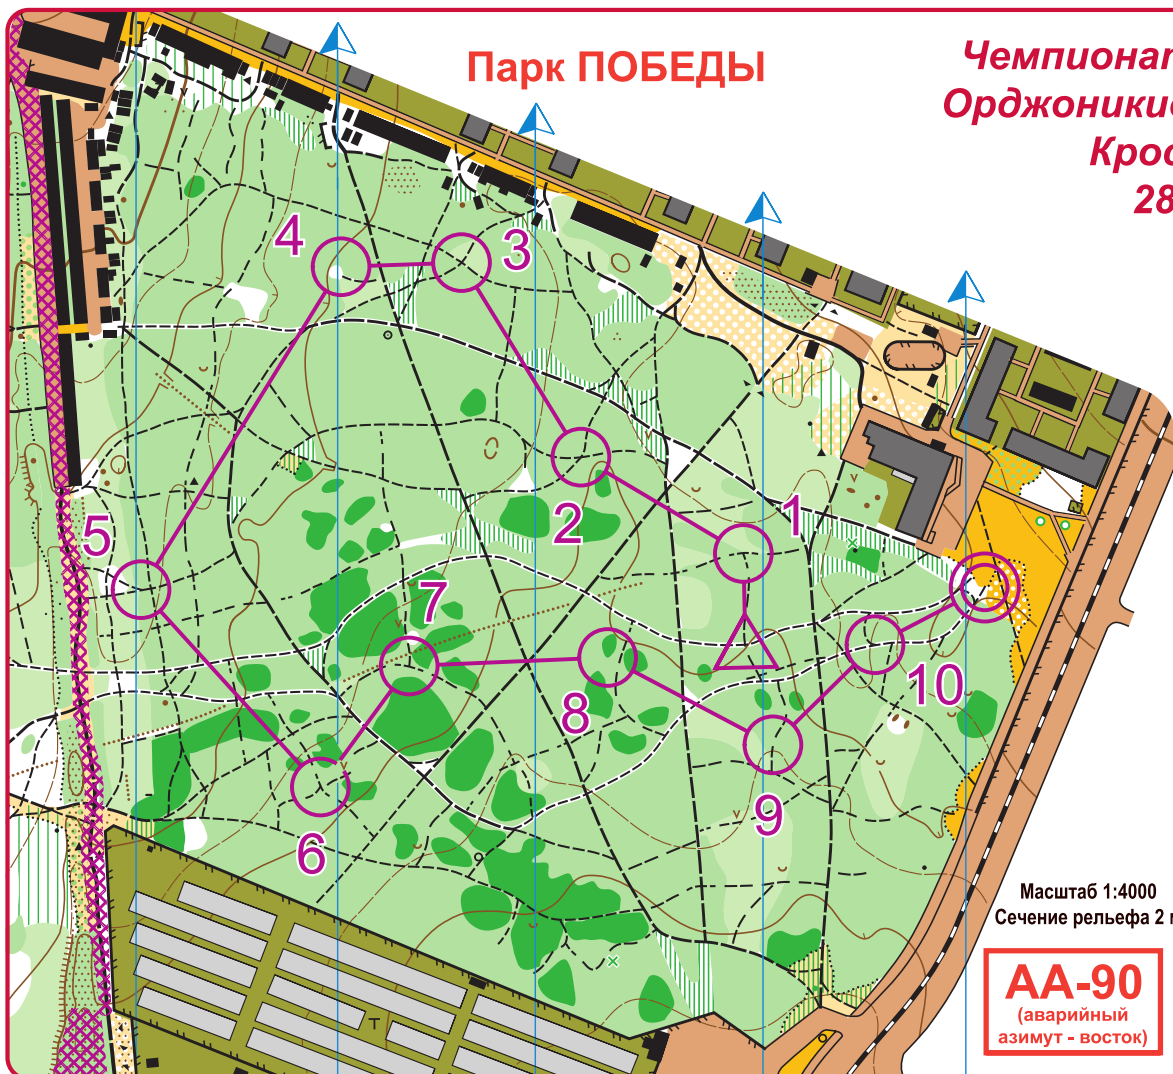 Парк ПОБЕДЫ
Чемпионат
Орджоникид
Крос
28
4
3
5
2
1
7
8
10
6
9
Масштаб 1:4000
Сечение рельефа 2 м
АА-90
(аварийный
азимут - восток)